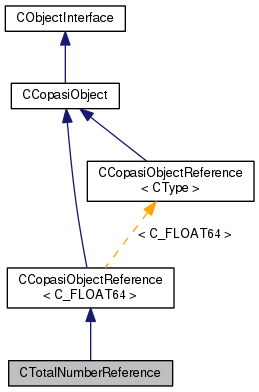 CObjectInterface
CCopasiObject
CCopasiObjectReference
< CType >
< C_FLOAT64 >
CCopasiObjectReference
< C_FLOAT64 >
CTotalNumberReference